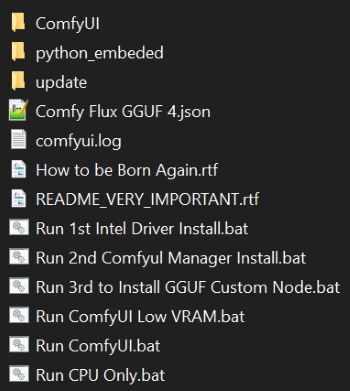 ComfyUI
python_embeded
update
Comfy Flux GGUF 4.json
comfyui.log
How to be Born Again.rtf
README_VERY_IMPORTANT.rtf
Run 1st Intel Driver Install.bat
Run 2nd ComfyuI Manager Install.bat
Run 3rd to Install GGUF Custom Node.bat
Run ComfyUI Low VRAM.bat
Run ComfyUI.bat
Run CPU Only.bat